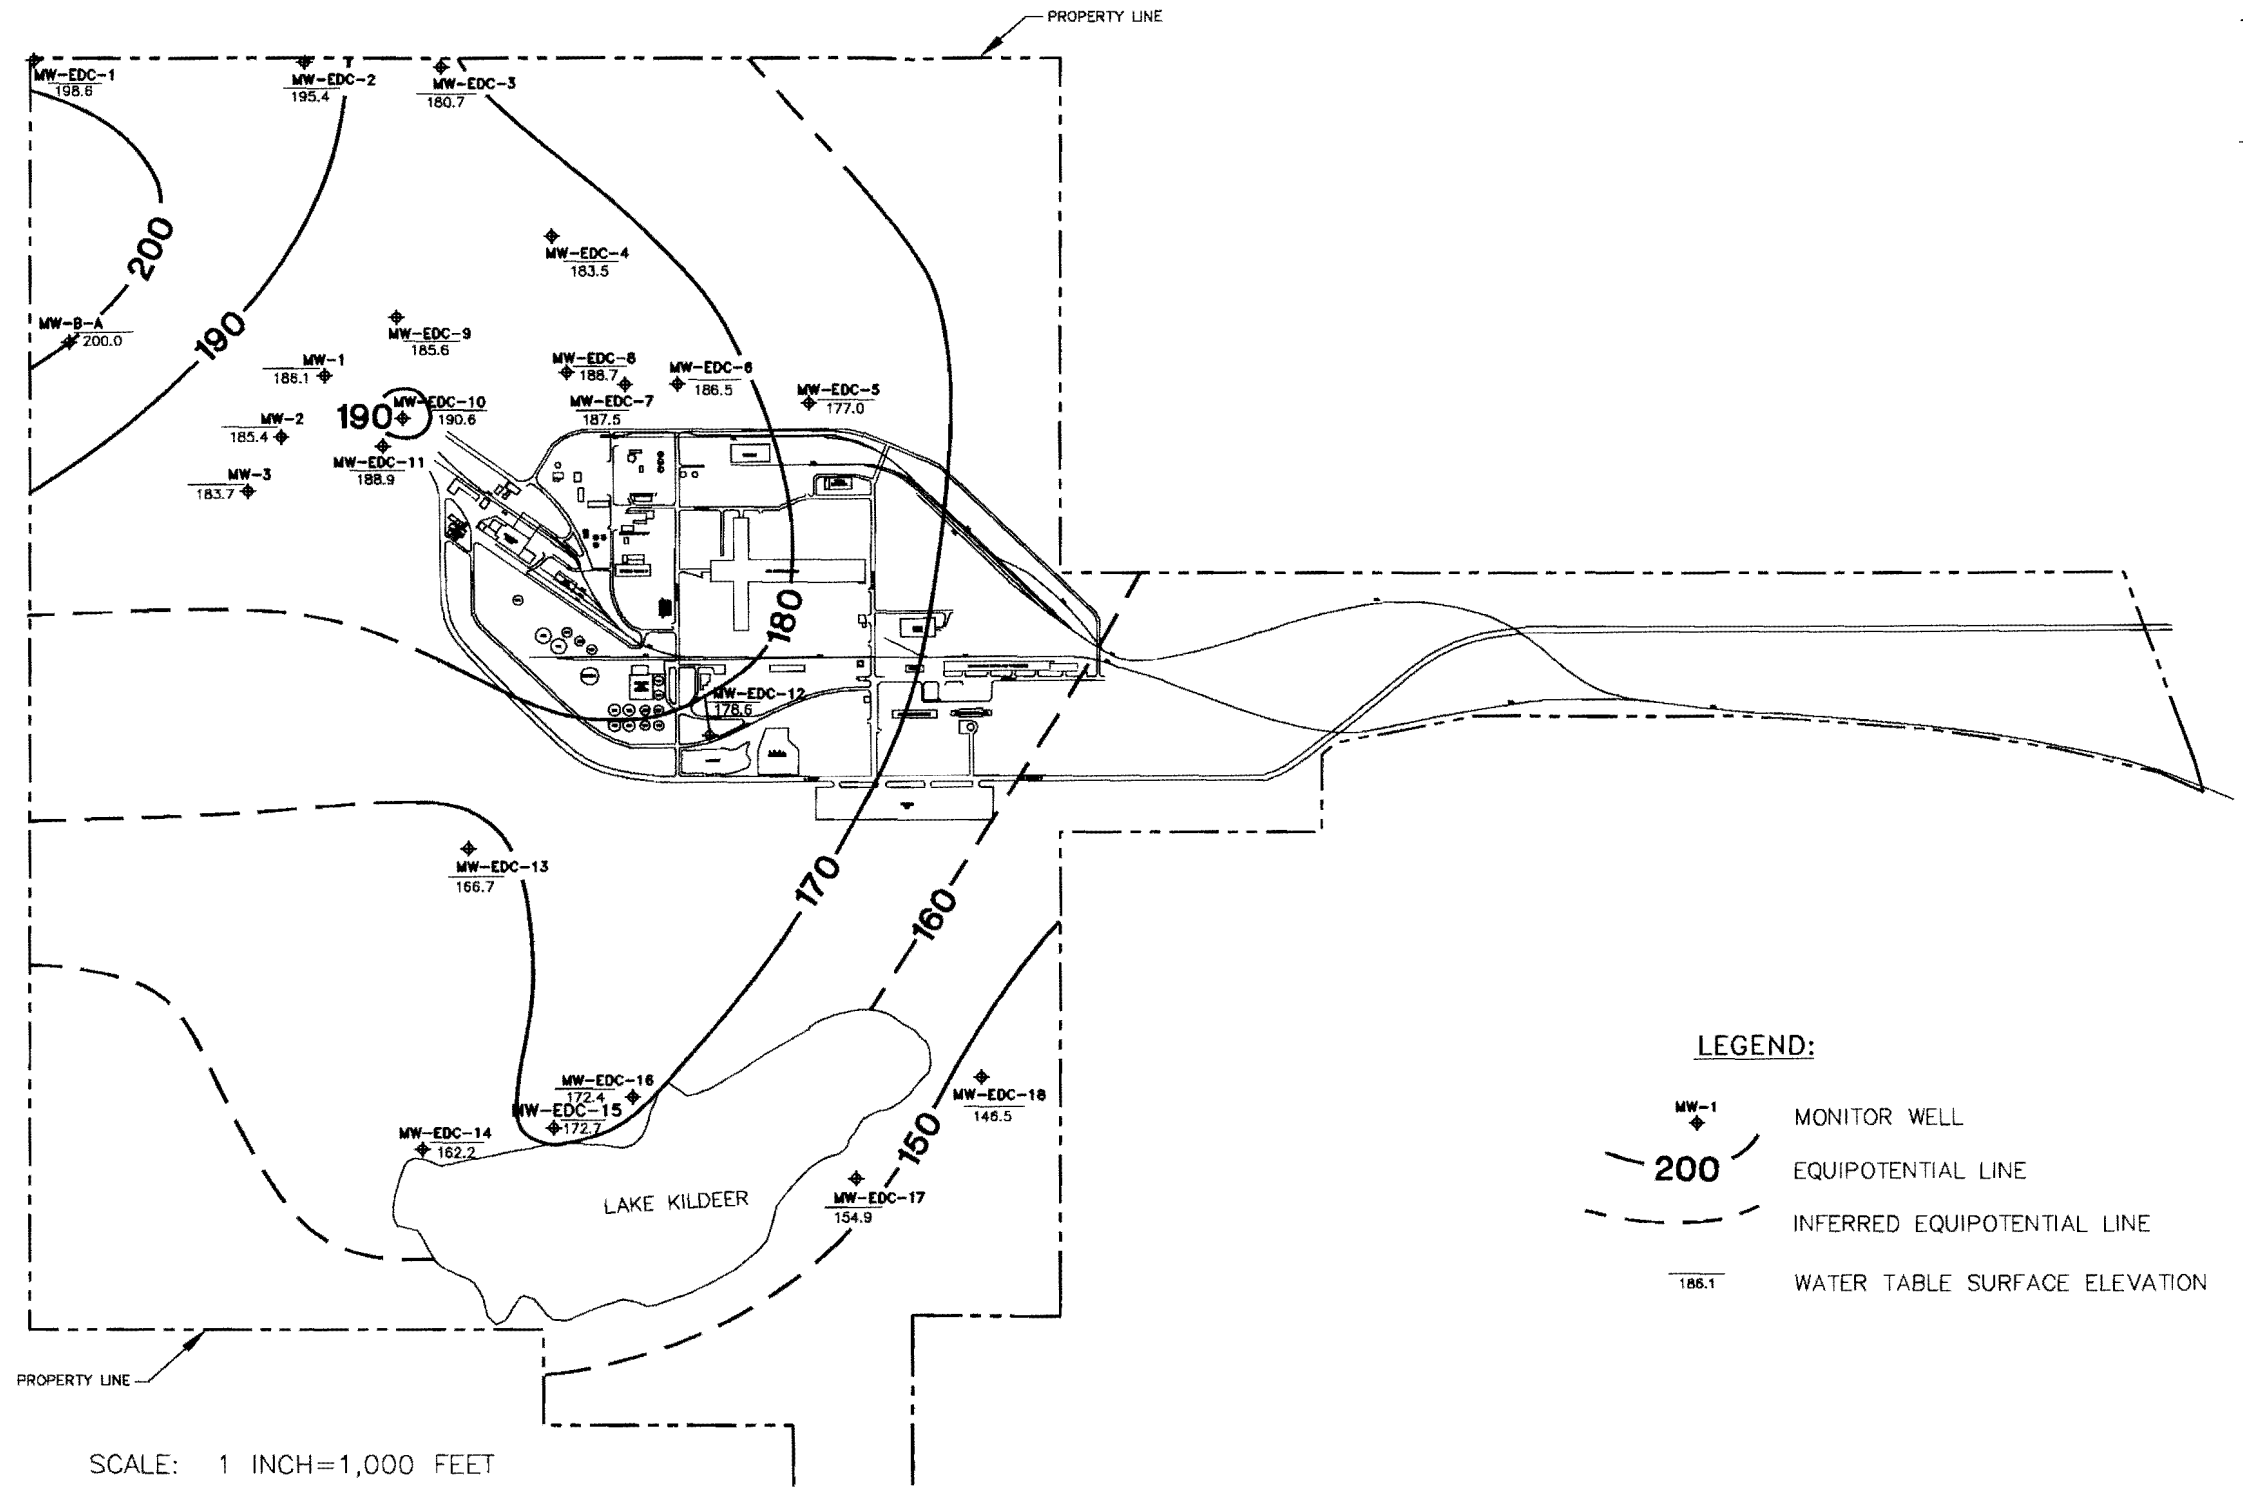 PROPERTY LINE
MW-EDC-1
198.6
MW-EDC-2
195.4
MW-EDC-3
180.7
200
MW-EDC-4
183.5
MW-B-A
200.0
190
MW-EDC-9
185.6
MW-1
186.1
MW-EDC-8
188.7
MW-EDC-6
186.5
MW-EDC-7
187.5
MW-EDC-5
177.0
190
MW-EDC-10
190.6
MW-2
185.4
MW-EDC-11
188.9
MW-3
183.7
180
MW-EDC-12
178.6
MW-EDC-13
166.7
170
160
MW-EDC-16
172.4
MW-EDC-15
172.7
MW-EDC-14
162.2
MW-EDC-18
146.5
150
MW-EDC-17
154.9
LAKE KILDEER
LEGEND:
MW-1
MONITOR WELL
200
EQUIPOTENTIAL LINE
INFERRED EQUIPOTENTIAL LINE
186.1
WATER TABLE SURFACE ELEVATION
PROPERTY LINE
SCALE: 1 INCH=1,000 FEET